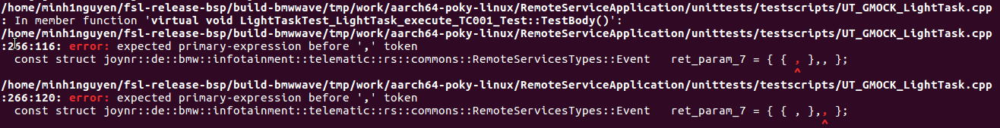 /home/minh1nguyen/fsl-release-bsp/build-bmwwave/tmp/work/aarch64-poky-linux/RemoteServiceApplication/unittests/testscripts/UT_GMOCK_LightTask.cpp
: In member function 'virtual void LightTaskTest_LightTask_execute_TC001_Test::TestBody()':
/home/minh1nguyen/fsl-release-bsp/build-bmwwave/tmp/work/aarch64-poky-linux/RemoteServiceApplication/unittests/testscripts/UT_GMOCK_LightTask.cpp
:266:116: error: expected primary-expression before ',' token
const struct joynr::de::bmw::infotainment::telematic::rs::commons::RemoteServicesTypes::Event   ret_param_7 = { { , },, };
^
/home/minh1nguyen/fsl-release-bsp/build-bmwwave/tmp/work/aarch64-poky-linux/RemoteServiceApplication/unittests/testscripts/UT_GMOCK_LightTask.cpp
:266:120: error: expected primary-expression before ',' token
const struct joynr::de::bmw::infotainment::telematic::rs::commons::RemoteServicesTypes::Event   ret_param_7 = { { , },, };
^